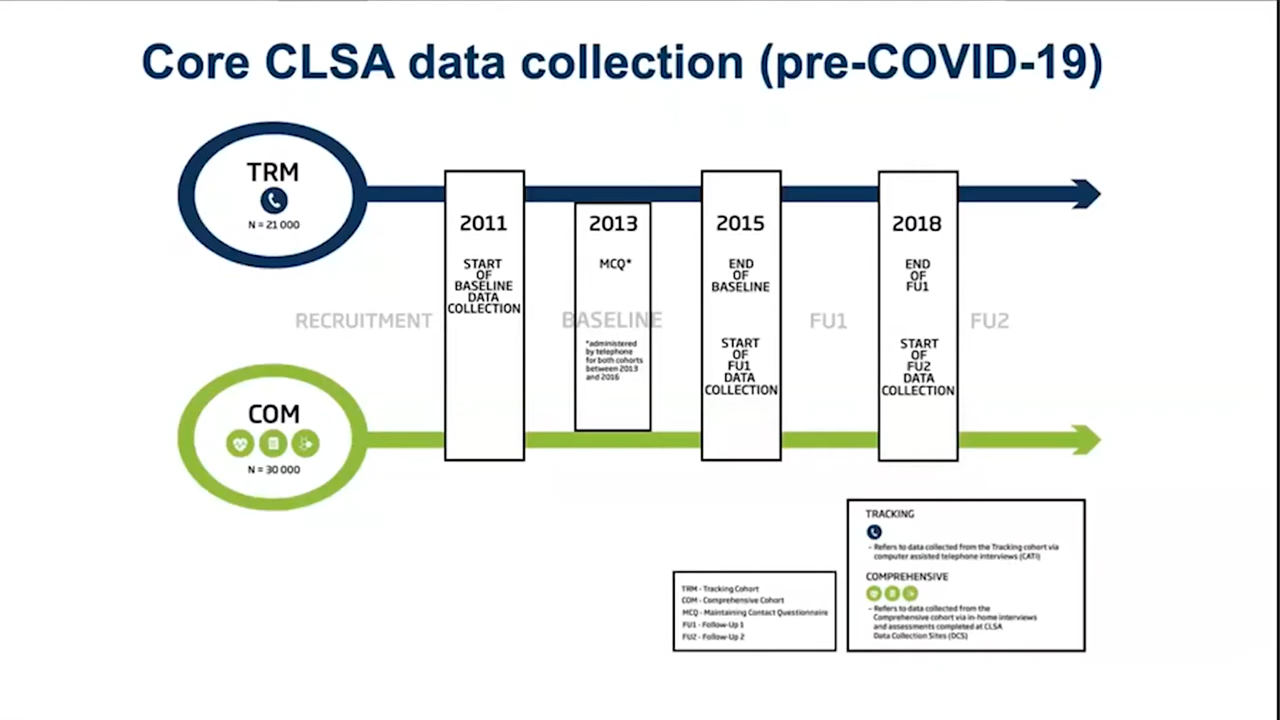 Core CLSA data collection (pre-COVID-19)
TRM
N = 21 000
2011
START
OF
BASELINE
DATA
COLLECTION
2013
MCQ*
*administered
by telephone
for both cohorts
between 2013
and 2016
2015
END
OF
BASELINE
START
OF
FU1
DATA
COLLECTION
2018
END
OF
FU1
START
OF
FU2
DATA
COLLECTION
RECRUITMENT
BASELINE
FU1
FU2
COM
N = 30 000
TRM - Tracking Cohort
COM - Comprehensive Cohort
MCQ - Maintaining Contact Questionnaire
FU1 - Follow-Up 1
FU2 - Follow-Up 2
TRACKING
– Refers to data collected from the Tracking cohort via
computer assisted telephone interviews (CATI)
COMPREHENSIVE
– Refers to data collected from the
Comprehensive cohort via in-home interviews
and assessments completed at CLSA
Data Collection Sites (DCS)